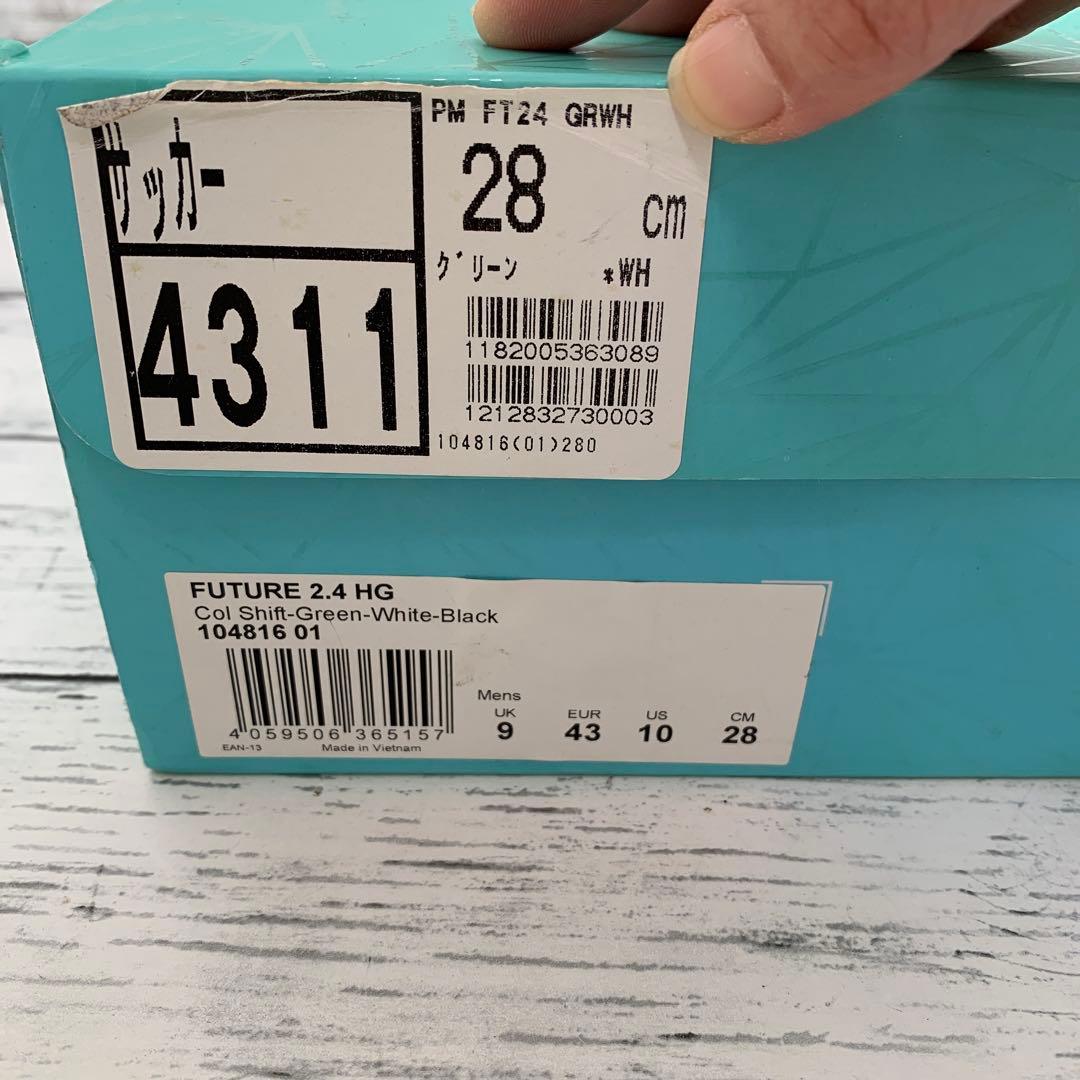 サッカー
4311
PM FT24 GRWH
28 cm
グリーン *WH
1182005363089
1212832730003
104816(01)280
FUTURE 2.4 HG
Col Shift-Green-White-Black
104816 01
4 059506 365157
EAN-13 Made in Vietnam
Mens
UK EUR US CM
9 43 10 28